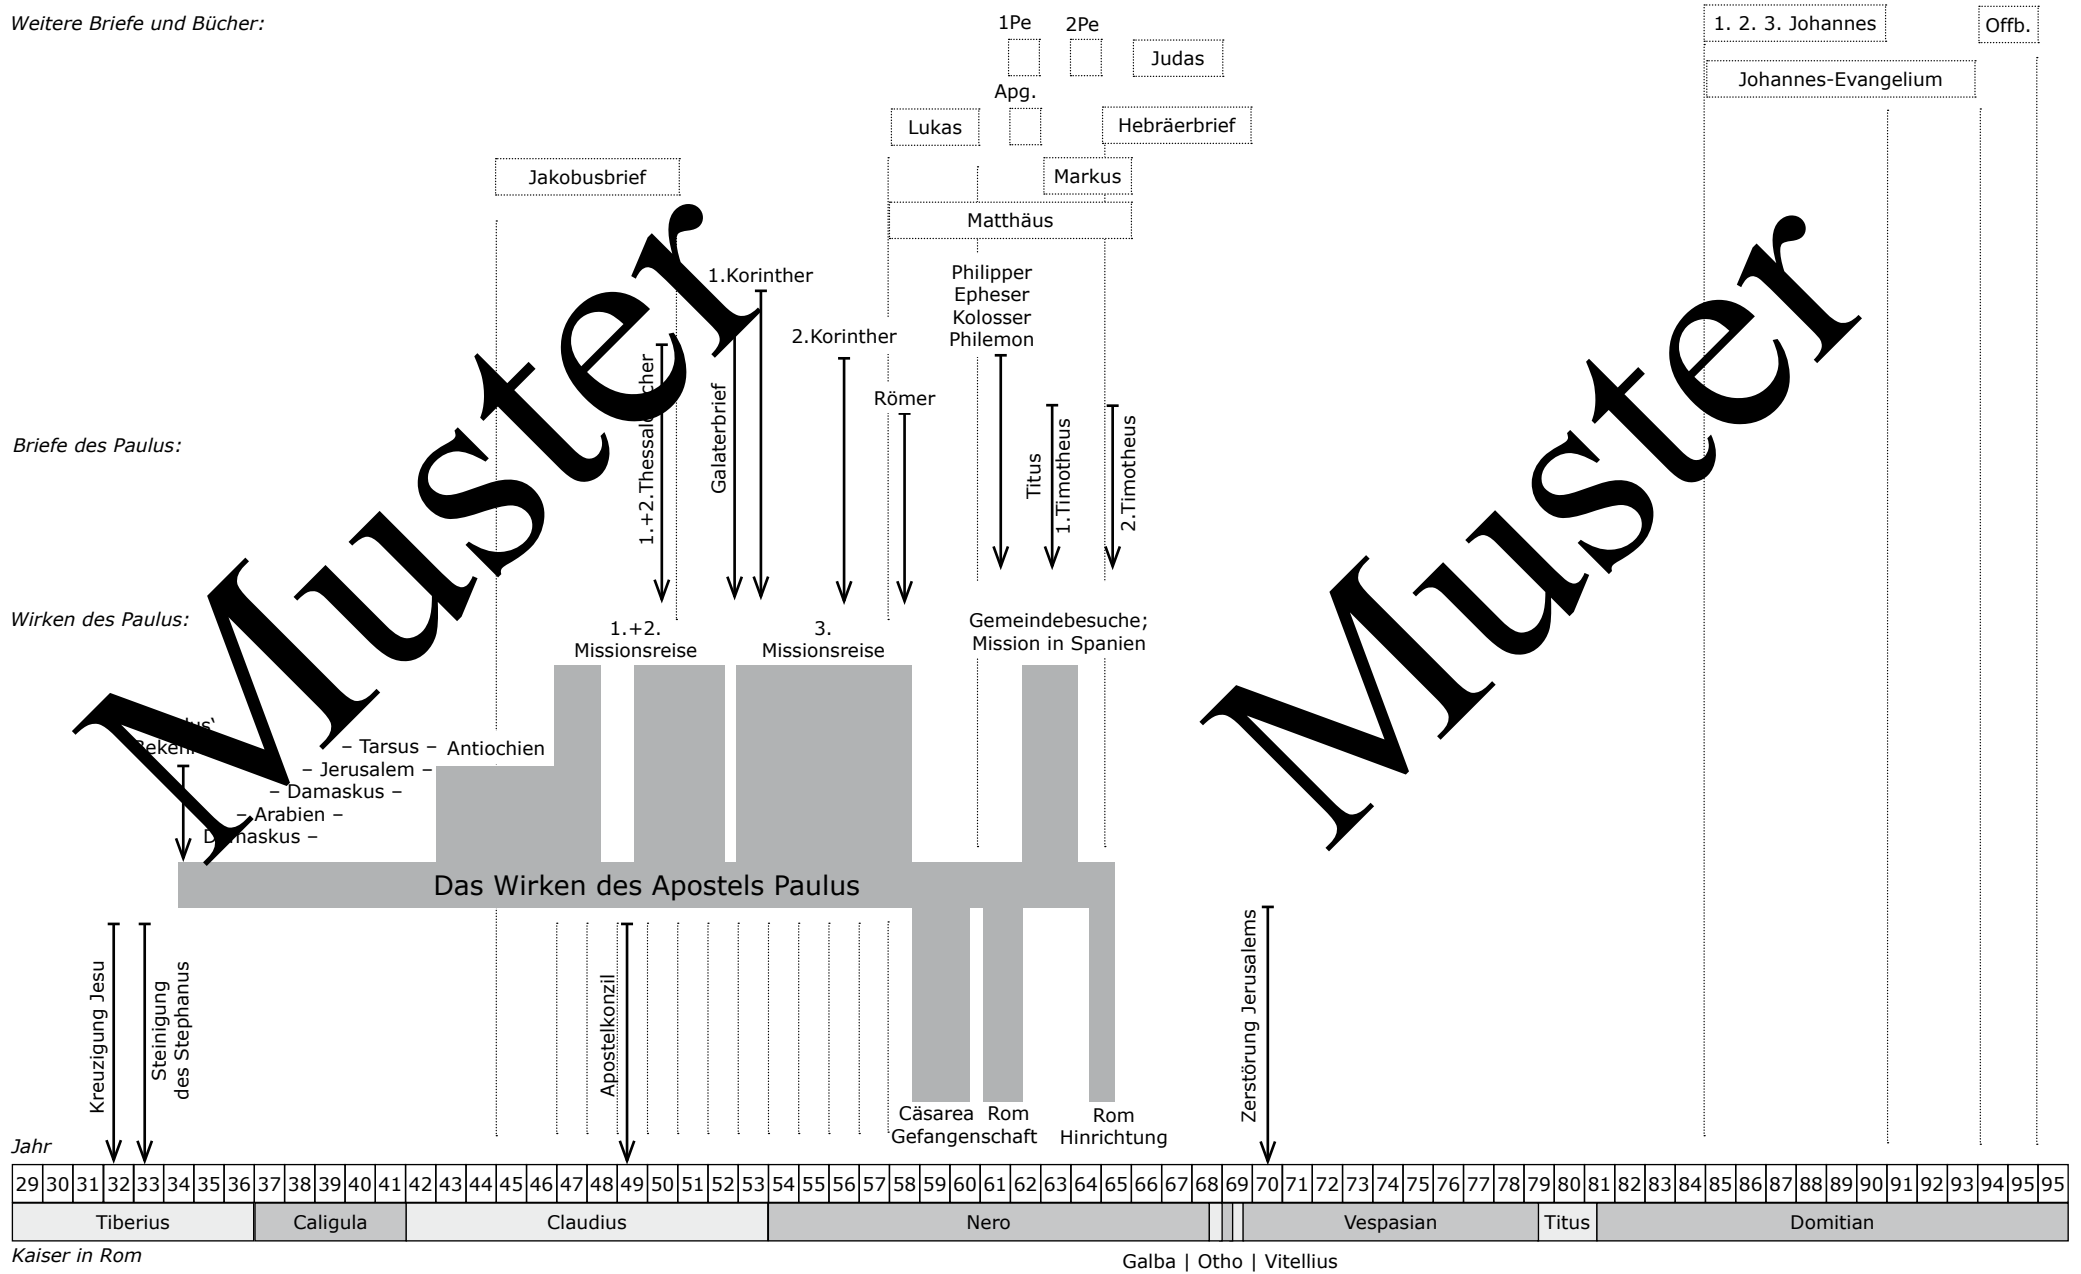 Weitere Briefe und Bücher:
1Pe
2Pe
1. 2. 3. Johannes
Offb.
Judas
Johannes-Evangelium
Apg.
Lukas
Hebräerbrief
Jakobusbrief
Markus
Matthäus
1.Korinther
2.Korinther
Römer
Philipper
Epheser
Kolosser
Philemon
Galaterbrief
Titus
1.Timotheus
2.Timotheus
Briefe des Paulus:
Muster
Muster
Wirken des Paulus:
1.+2.
Missionsreise
3.
Missionsreise
Gemeindebesuche;
Mission in Spanien
– Tarsus –
Antiochien
– Jerusalem –
– Damaskus –
– Arabien –
Das Wirken des Apostels Paulus
Kreuzigung Jesu
Steinigung
des Stephanus
Apostelkonzil
Zerstörung Jerusalems
Cäsarea
Rom
Gefangenschaft
Rom
Hinrichtung
Jahr
29 30 31 32 33 34 35 36 37 38 39 40 41 42 43 44 45 46 47 48 49 50 51 52 53 54 55 56 57 58 59 60 61 62 63 64 65 66 67 68 69 70 71 72 73 74 75 76 77 78 79 80 81 82 83 84 85 86 87 88 89 90 91 92 93 94 95 95
Tiberius Caligula Claudius Nero Vespasian Titus Domitian
Kaiser in Rom
Galba | Otho | Vitellius